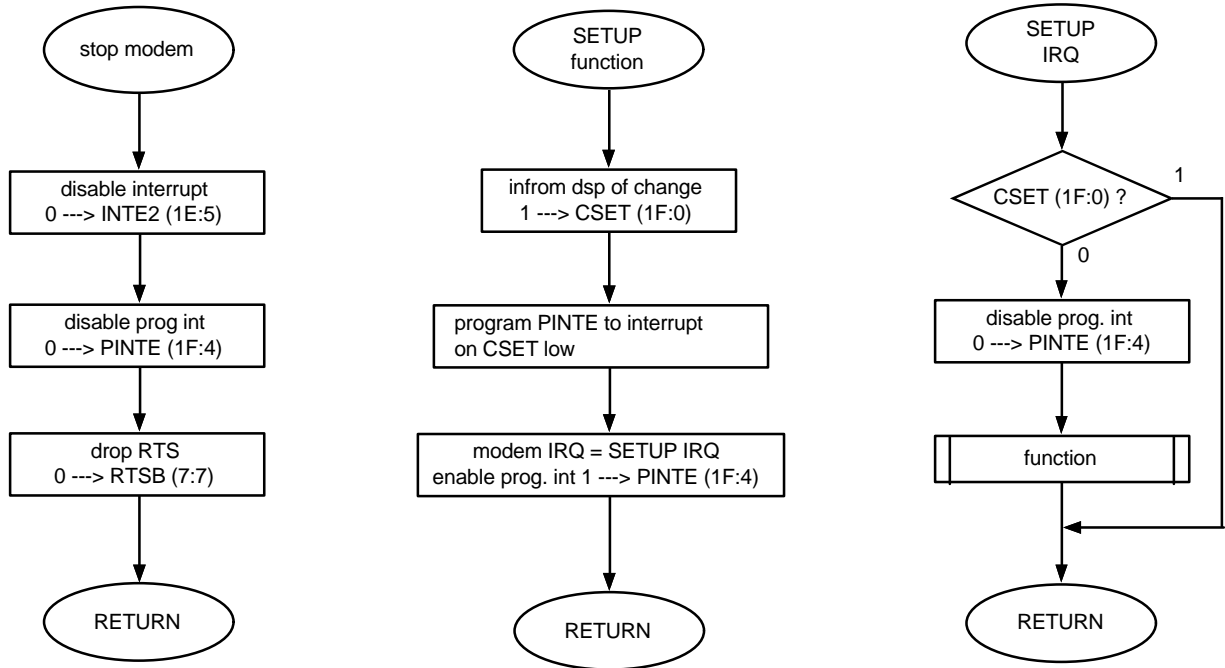 stop modem
disable interrupt
0 ---> INTE2 (1E:5)
disable prog int
0 ---> PINTE (1F:4)
drop RTS
0 ---> RTSB (7:7)
RETURN
SETUP
function
infrom dsp of change
1 ---> CSET (1F:0)
program PINTE to interrupt
on CSET low
modem IRQ = SETUP IRQ
enable prog. int 1 ---> PINTE (1F:4)
RETURN
SETUP
IRQ
CSET (1F:0) ?
1
0
disable prog. int
0 ---> PINTE (1F:4)
function
RETURN